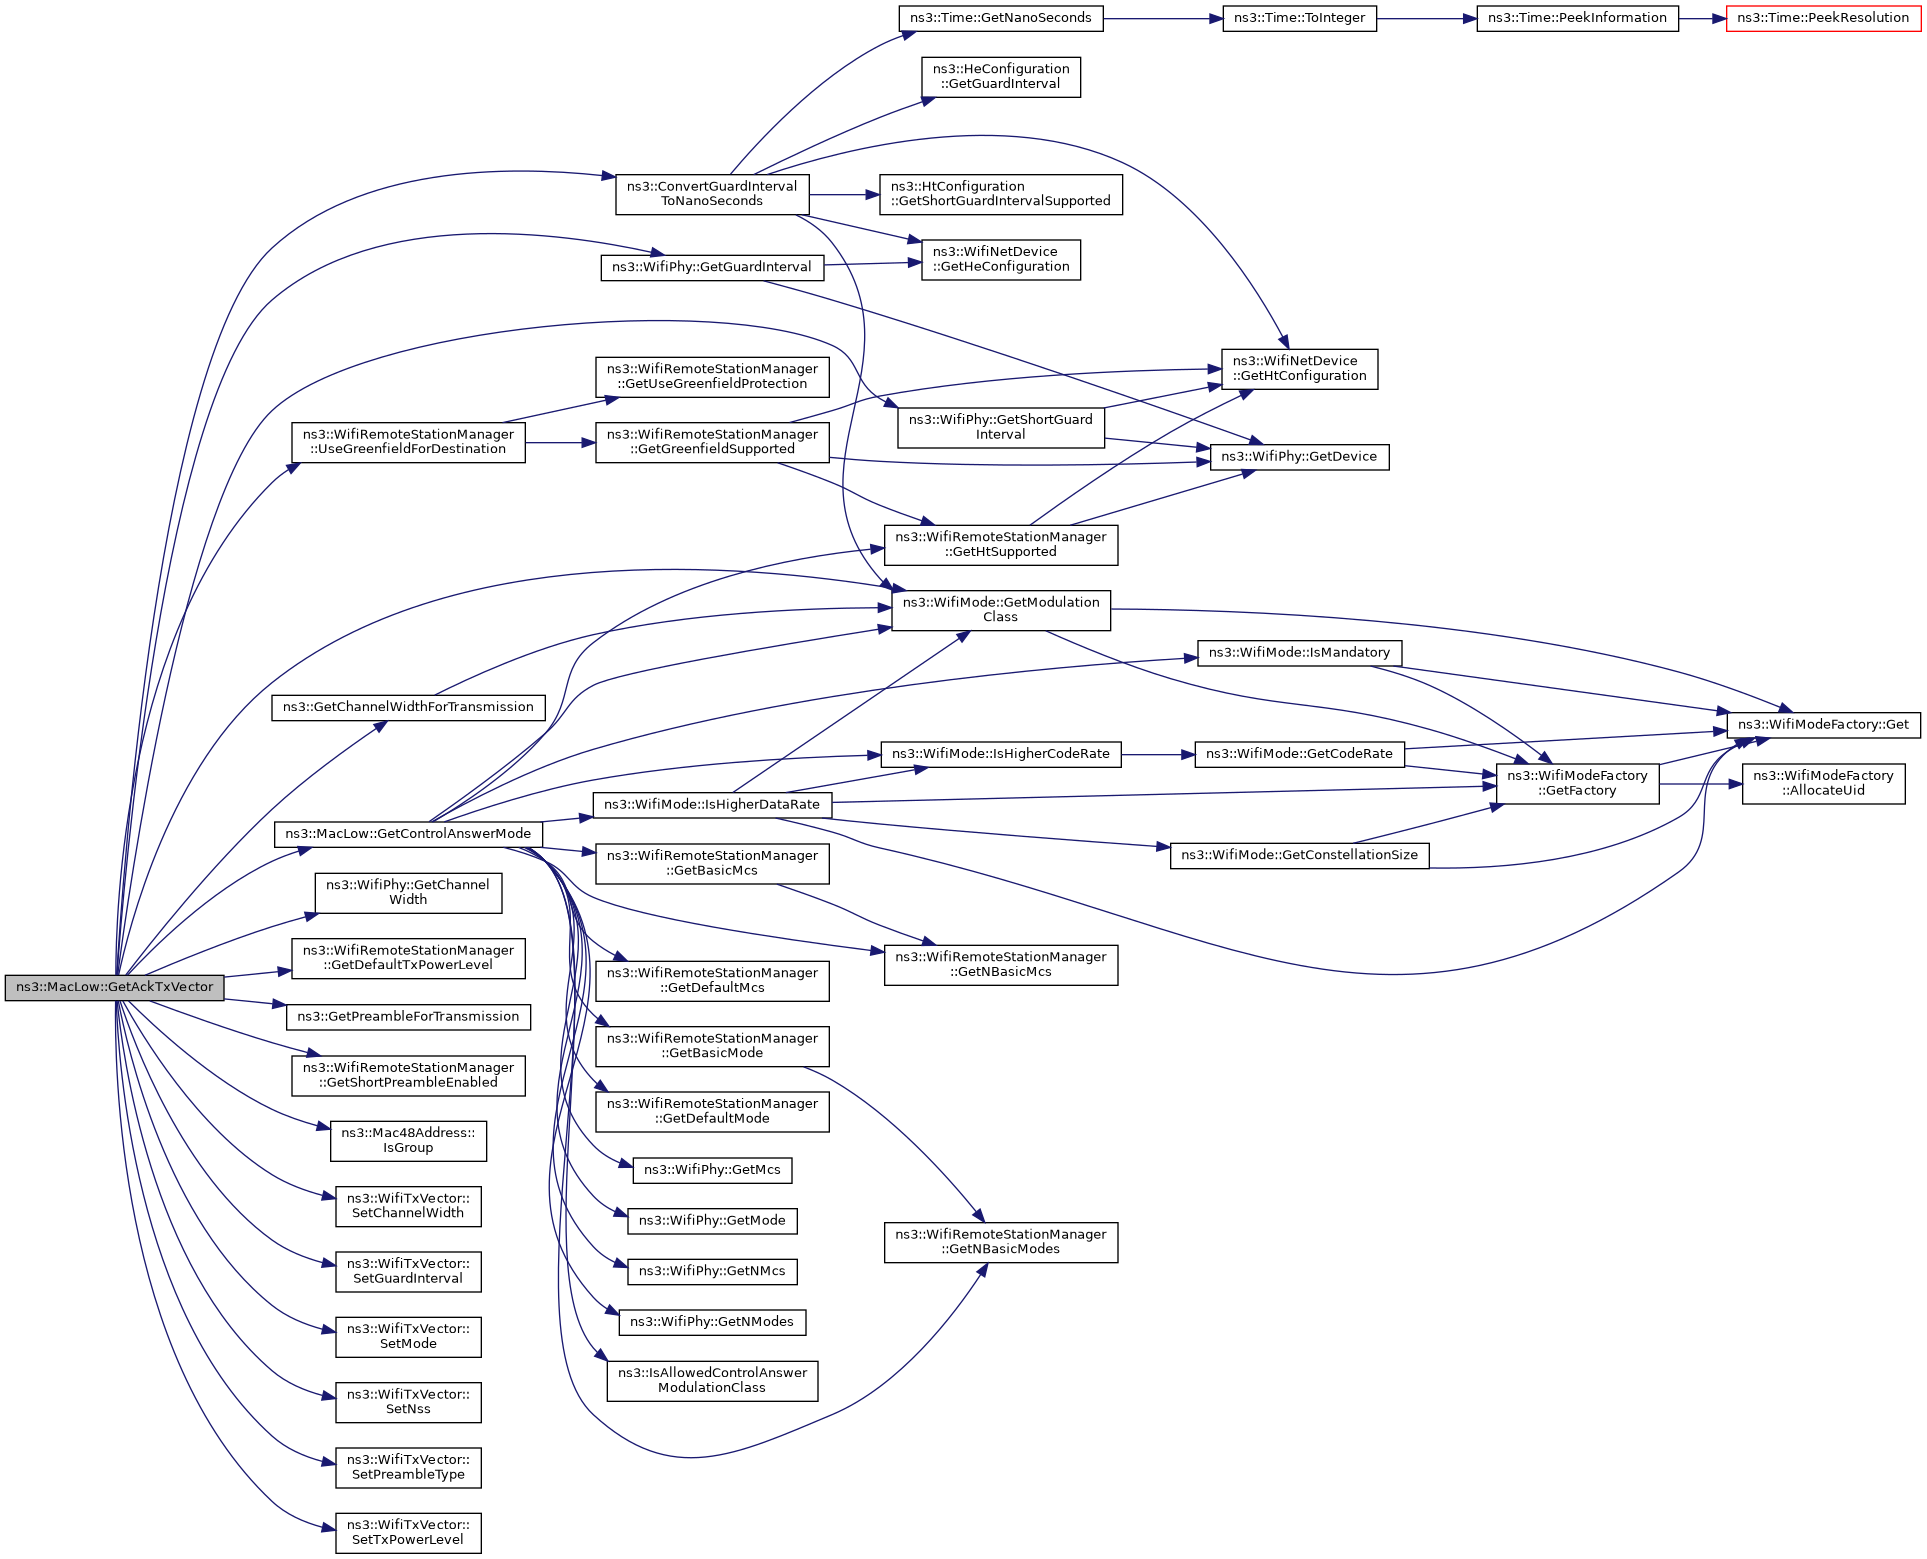 ns3::Time::GetNanoSeconds
ns3::Time::ToInteger
ns3::Time::PeekInformation
ns3::Time::PeekResolution
ns3::HeConfiguration
::GetGuardInterval
ns3::ConvertGuardInterval
ToNanoSeconds
ns3::HtConfiguration
::GetShortGuardIntervalSupported
ns3::WifiNetDevice
::GetHeConfiguration
ns3::WifiPhy::GetGuardInterval
ns3::WifiRemoteStationManager
::GetUseGreenfieldProtection
ns3::WifiNetDevice
::GetHtConfiguration
ns3::WifiPhy::GetShortGuard
Interval
ns3::WifiRemoteStationManager
::UseGreenfieldForDestination
ns3::WifiRemoteStationManager
::GetGreenfieldSupported
ns3::WifiPhy::GetDevice
ns3::WifiRemoteStationManager
::GetHtSupported
ns3::WifiMode::GetModulation
Class
ns3::WifiMode::IsMandatory
ns3::GetChannelWidthForTransmission
ns3::WifiModeFactory::Get
ns3::WifiMode::IsHigherCodeRate
ns3::WifiMode::GetCodeRate
ns3::WifiModeFactory
::GetFactory
ns3::WifiModeFactory
::AllocateUid
ns3::WifiMode::IsHigherDataRate
ns3::MacLow::GetControlAnswerMode
ns3::WifiRemoteStationManager
::GetBasicMcs
ns3::WifiMode::GetConstellationSize
ns3::WifiPhy::GetChannel
Width
ns3::WifiRemoteStationManager
::GetDefaultTxPowerLevel
ns3::WifiRemoteStationManager
::GetNBasicMcs
ns3::WifiRemoteStationManager
::GetDefaultMcs
ns3::MacLow::GetAckTxVector
ns3::GetPreambleForTransmission
ns3::WifiRemoteStationManager
::GetBasicMode
ns3::WifiRemoteStationManager
::GetShortPreambleEnabled
ns3::WifiRemoteStationManager
::GetDefaultMode
ns3::Mac48Address::
IsGroup
ns3::WifiPhy::GetMcs
ns3::WifiTxVector::
SetChannelWidth
ns3::WifiPhy::GetMode
ns3::WifiRemoteStationManager
::GetNBasicModes
ns3::WifiTxVector::
SetGuardInterval
ns3::WifiPhy::GetNMcs
ns3::WifiPhy::GetNModes
ns3::WifiTxVector::
SetMode
ns3::IsAllowedControlAnswer
ModulationClass
ns3::WifiTxVector::
SetNss
ns3::WifiTxVector::
SetPreambleType
ns3::WifiTxVector::
SetTxPowerLevel